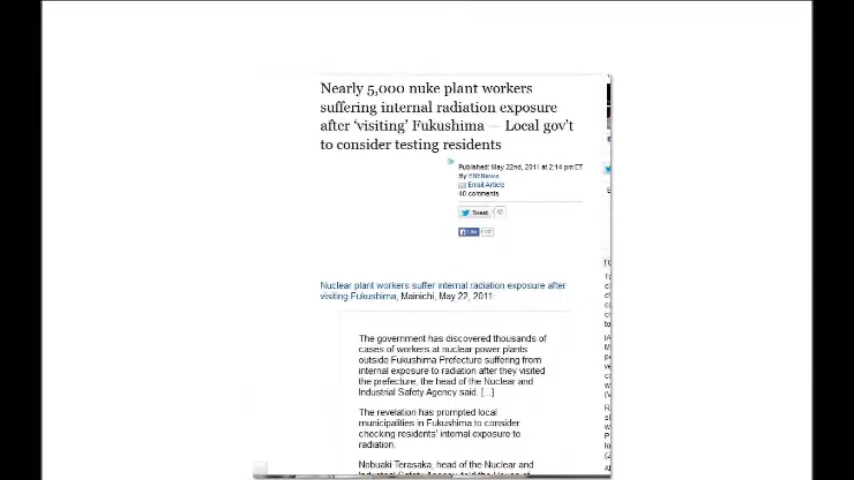 Nearly 5,000 nuke plant workers
suffering internal radiation exposure
after ‘visiting’ Fukushima — Local gov’t
to consider testing residents
Published: May 22nd, 2011 at 2:14 pm ET
By ENENews
Email Article
40 comments
Tweet
Nuclear plant workers suffer internal radiation exposure after
visiting Fukushima, Mainichi, May 22, 2011:
The government has discovered thousands of
cases of workers at nuclear power plants
outside Fukushima Prefecture suffering from
internal exposure to radiation after they visited
the prefecture, the head of the Nuclear and
Industrial Safety Agency said. [...]
The revelation has prompted local
municipalities in Fukushima to consider
checking residents' internal exposure to
radiation.
Nobuaki Terasaka, head of the Nuclear and